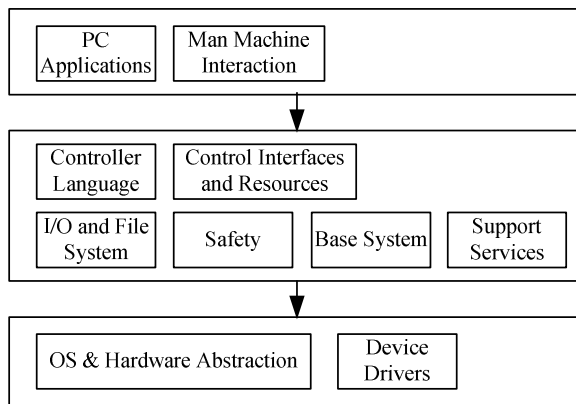 PC
Applications
Man Machine
Interaction
Controller
Language
Control Interfaces
and Resources
I/O and File
System
Safety
Base System
Support
Services
OS & Hardware Abstraction
Device
Drivers